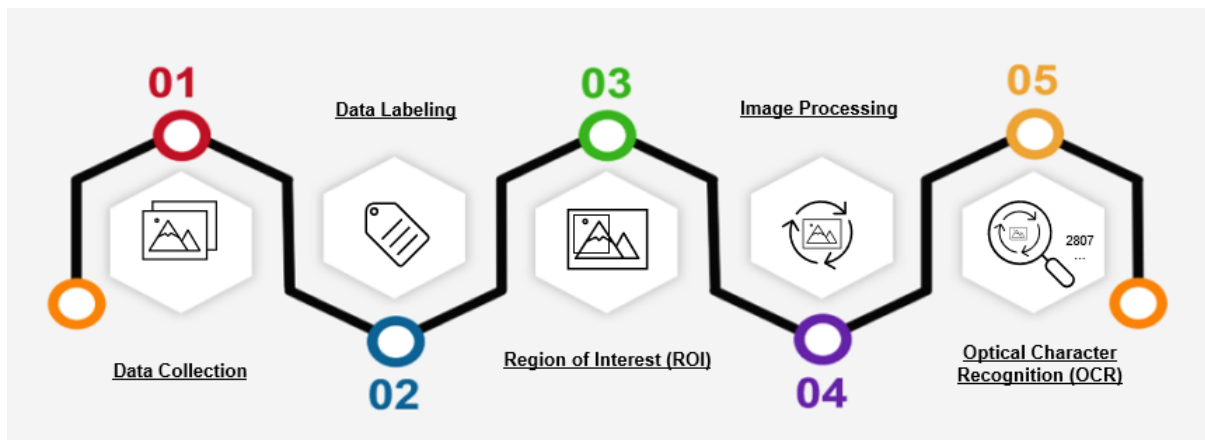 01
Data Collection
Data Labeling
02
03
Region of Interest (ROI)
Image Processing
04
05
2807
...
Optical Character
Recognition (OCR)